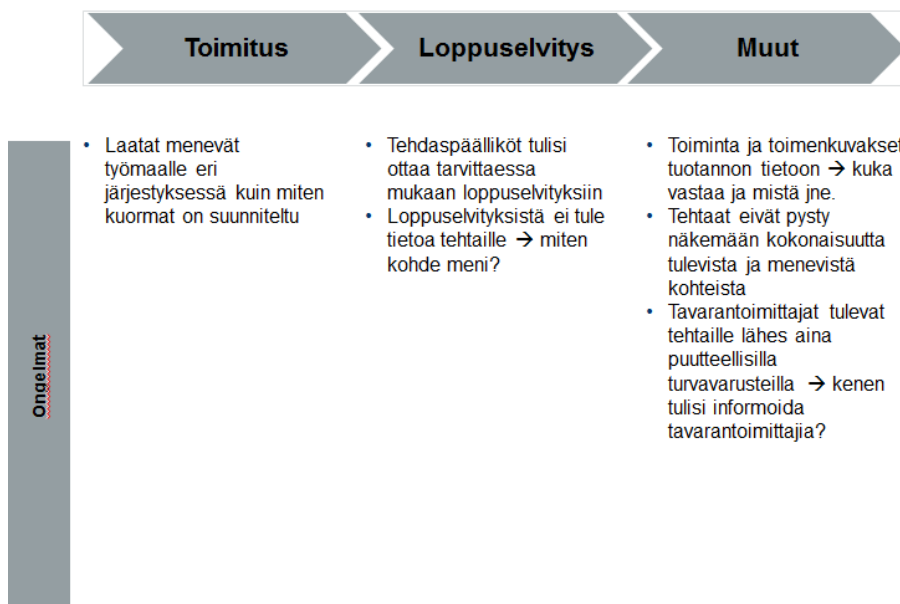 Toimitus
Loppuselvitys
Muut
Ongelmat
• Laatat menevät
työmaalle eri
järjestyksessä kuin miten
kuormat on suunniteltu
• Tehdaspäälliköt tulisi
ottaa tarvittaessa
mukaan loppuselvityksiin
• Loppuselvityksistä ei tule
tietoa tehtaille → miten
kohde meni?
• Toiminta ja toimenkuvakset
tuotannon tietoon → kuka
vastaa ja mistä jne.
• Tehtaat eivät pysty
näkemään kokonaisuutta
tulevista ja menevistä
kohteista
• Tavarantoimittajat tulevat
tehtaille lähes aina
puutteellisilla
turvavarusteilla → kenen
tulisi informoida
tavarantoimittajia?